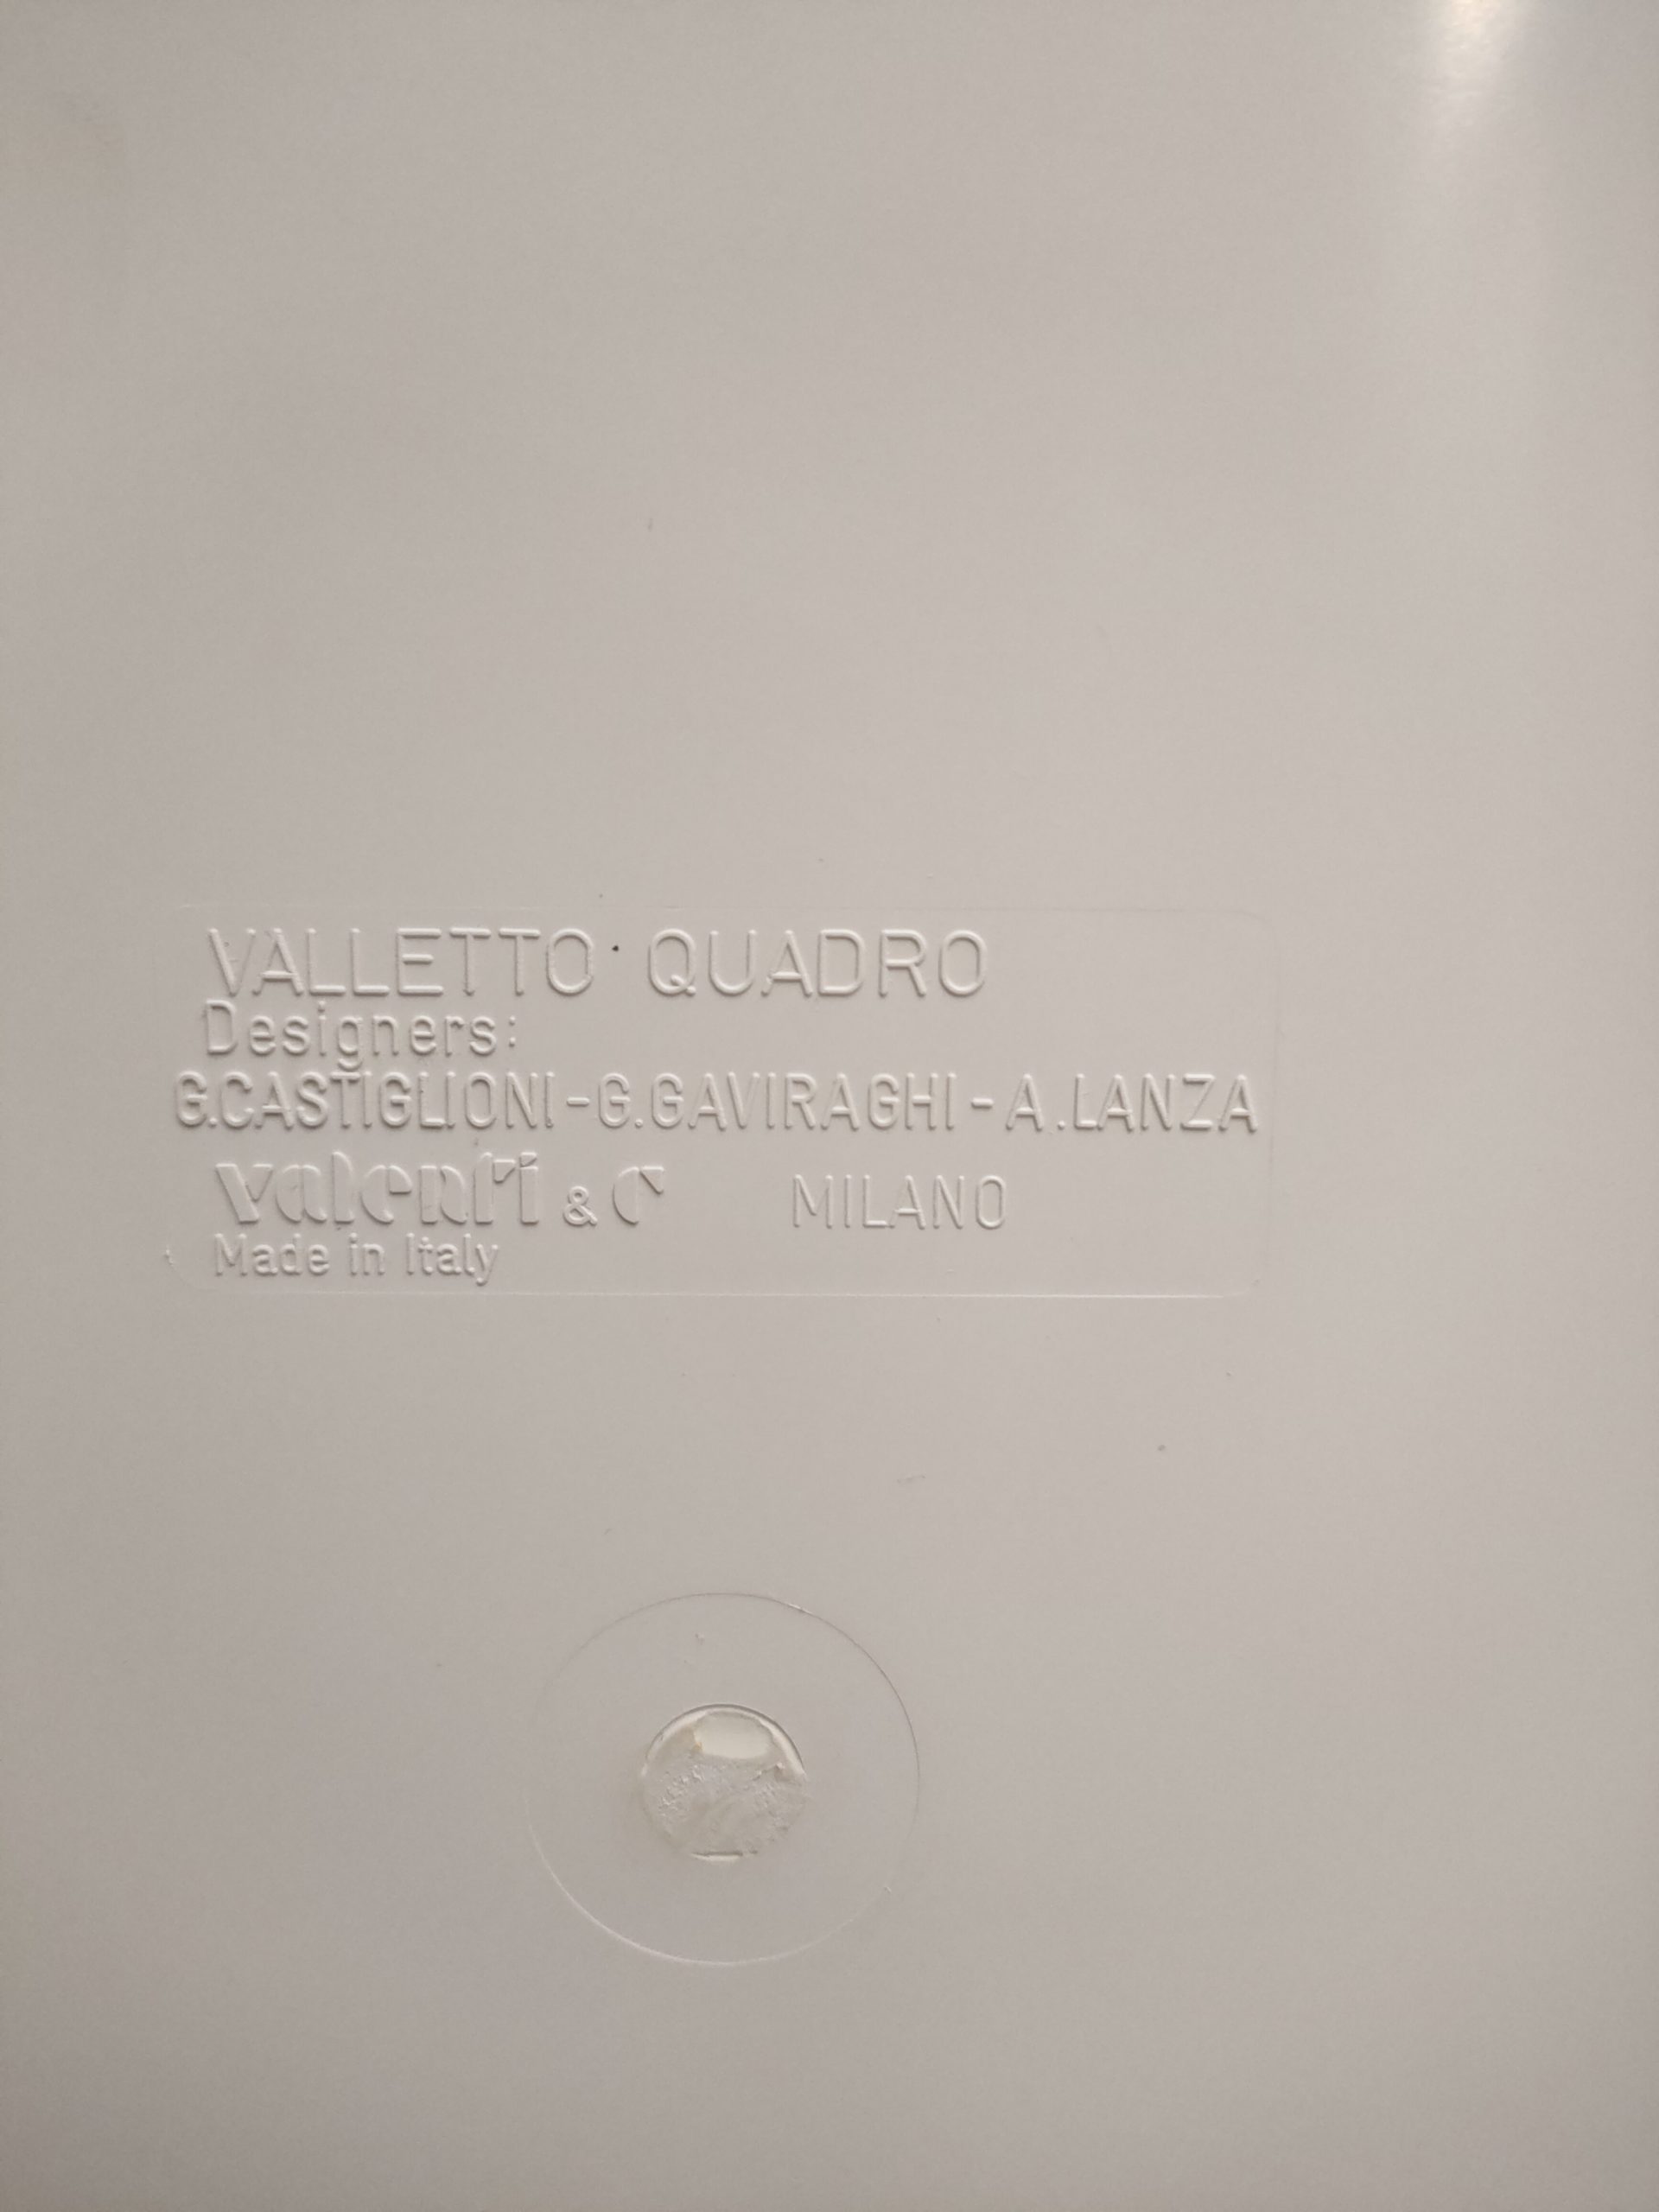 VALLETTO QUADRO
Designers:
G.CASTIGLIONI-G.GAVIRAGHI-A.LANZA
valenti & C MILANO
Made in Italy